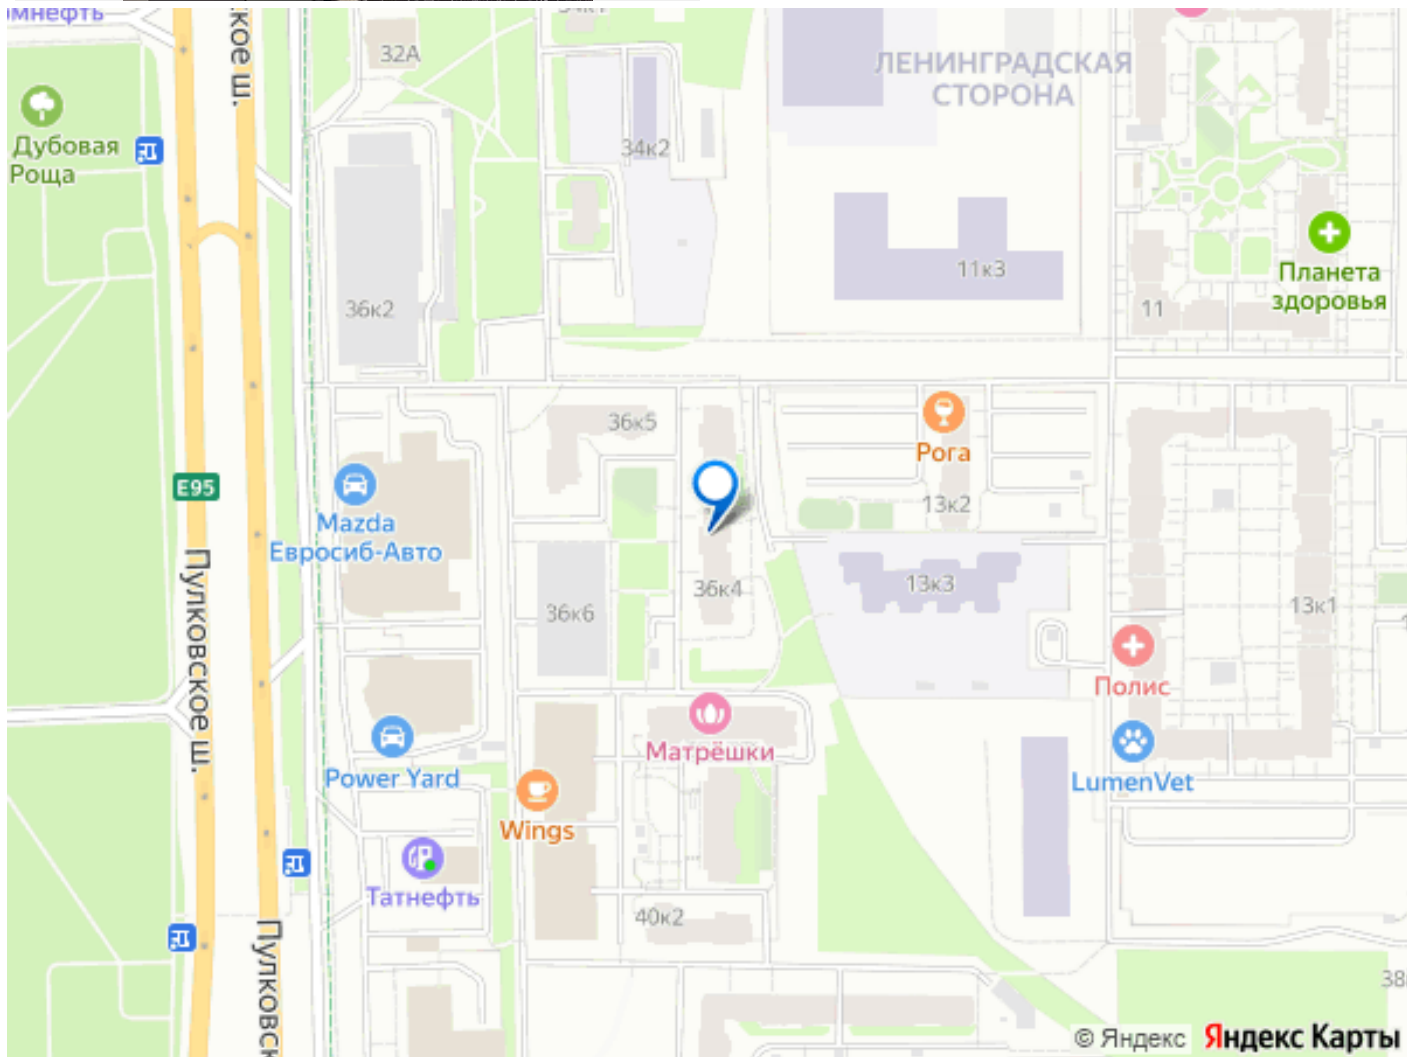 кое ш.
32А
ЛЕНИНГРАДСКАЯ
СТОРОНА
Дубовая
Роща
34к2
Планета
здоровья
11к3
11
36к2
36к5
Рога
E95
Mazda
Евросиб-Авто
13к2
36к4
13к3
36к6
13к1
Пулковское ш.
Полис
Матрёшки
Power Yard
LumenVet
Wings
Татнефть
40к2
Пулковск
38
© Яндекс Яндекс Карты